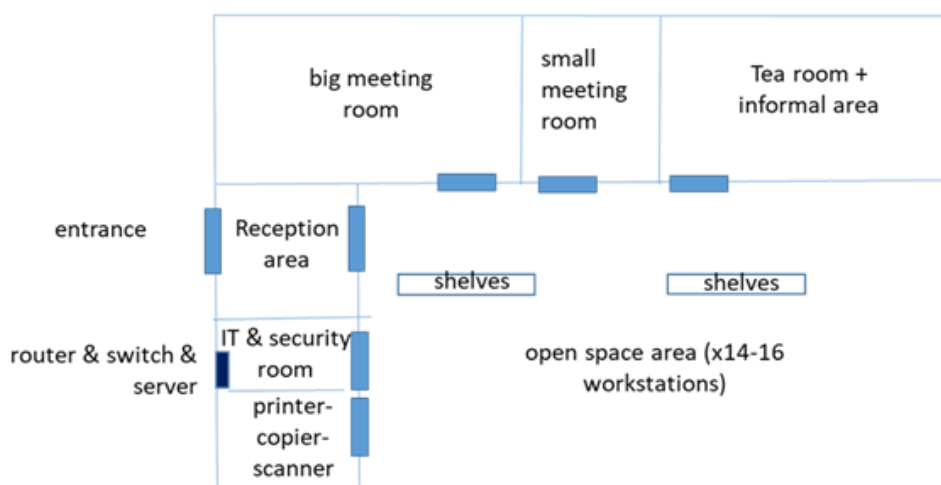 big meeting
room
small
meeting
room
Tea room +
informal area
entrance
Reception
area
shelves
shelves
router & switch &
server
IT & security
room
open space area (x14-16
workstations)
printer-
copier-
scanner